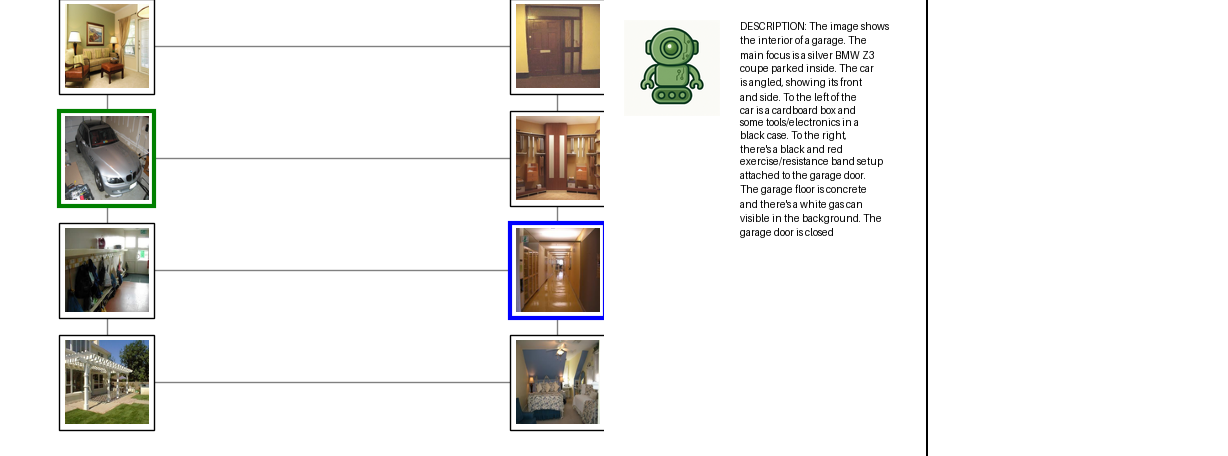 DESCRIPTION: The image shows
the interior of a garage. The
main focus is a silver BMW Z3
coupe parked inside. The car
is angled, showing its front
and side. To the left of the
car is a cardboard box and
some tools/electronics in a
black case. To the right,
there's a black and red
exercise/resistance band setup
attached to the garage door.
The garage floor is concrete
and there's a white gas can
visible in the background. The
garage door is closed